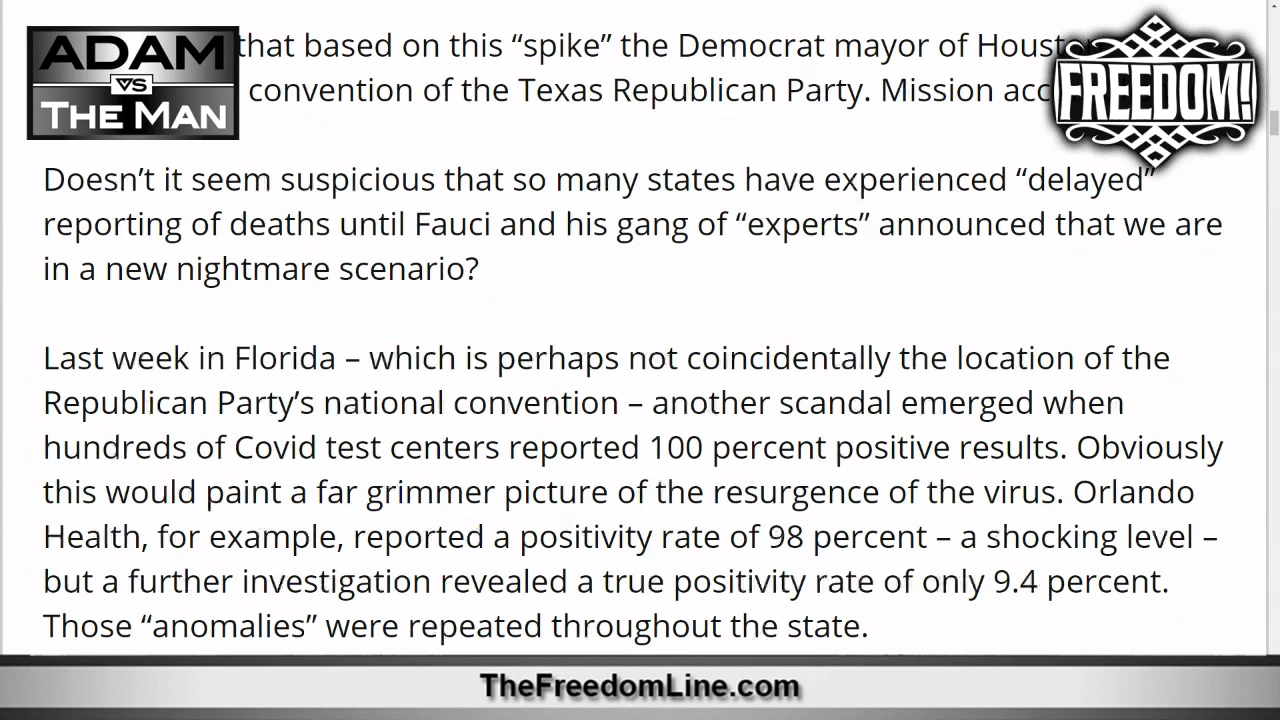 ADAM
VS
THE MAN
that based on this “spike” the Democrat mayor of
FREEDOM!
convention of the Texas Republican Party. Mission
Doesn’t it seem suspicious that so many states have experienced “delayed”
reporting of deaths until Fauci and his gang of “experts” announced that we are
in a new nightmare scenario?
Last week in Florida – which is perhaps not coincidentally the location of the
Republican Party’s national convention – another scandal emerged when
hundreds of Covid test centers reported 100 percent positive results. Obviously
this would paint a far grimmer picture of the resurgence of the virus. Orlando
Health, for example, reported a positivity rate of 98 percent – a shocking level –
but a further investigation revealed a true positivity rate of only 9.4 percent.
Those “anomalies” were repeated throughout the state.
TheFreedomLine.com